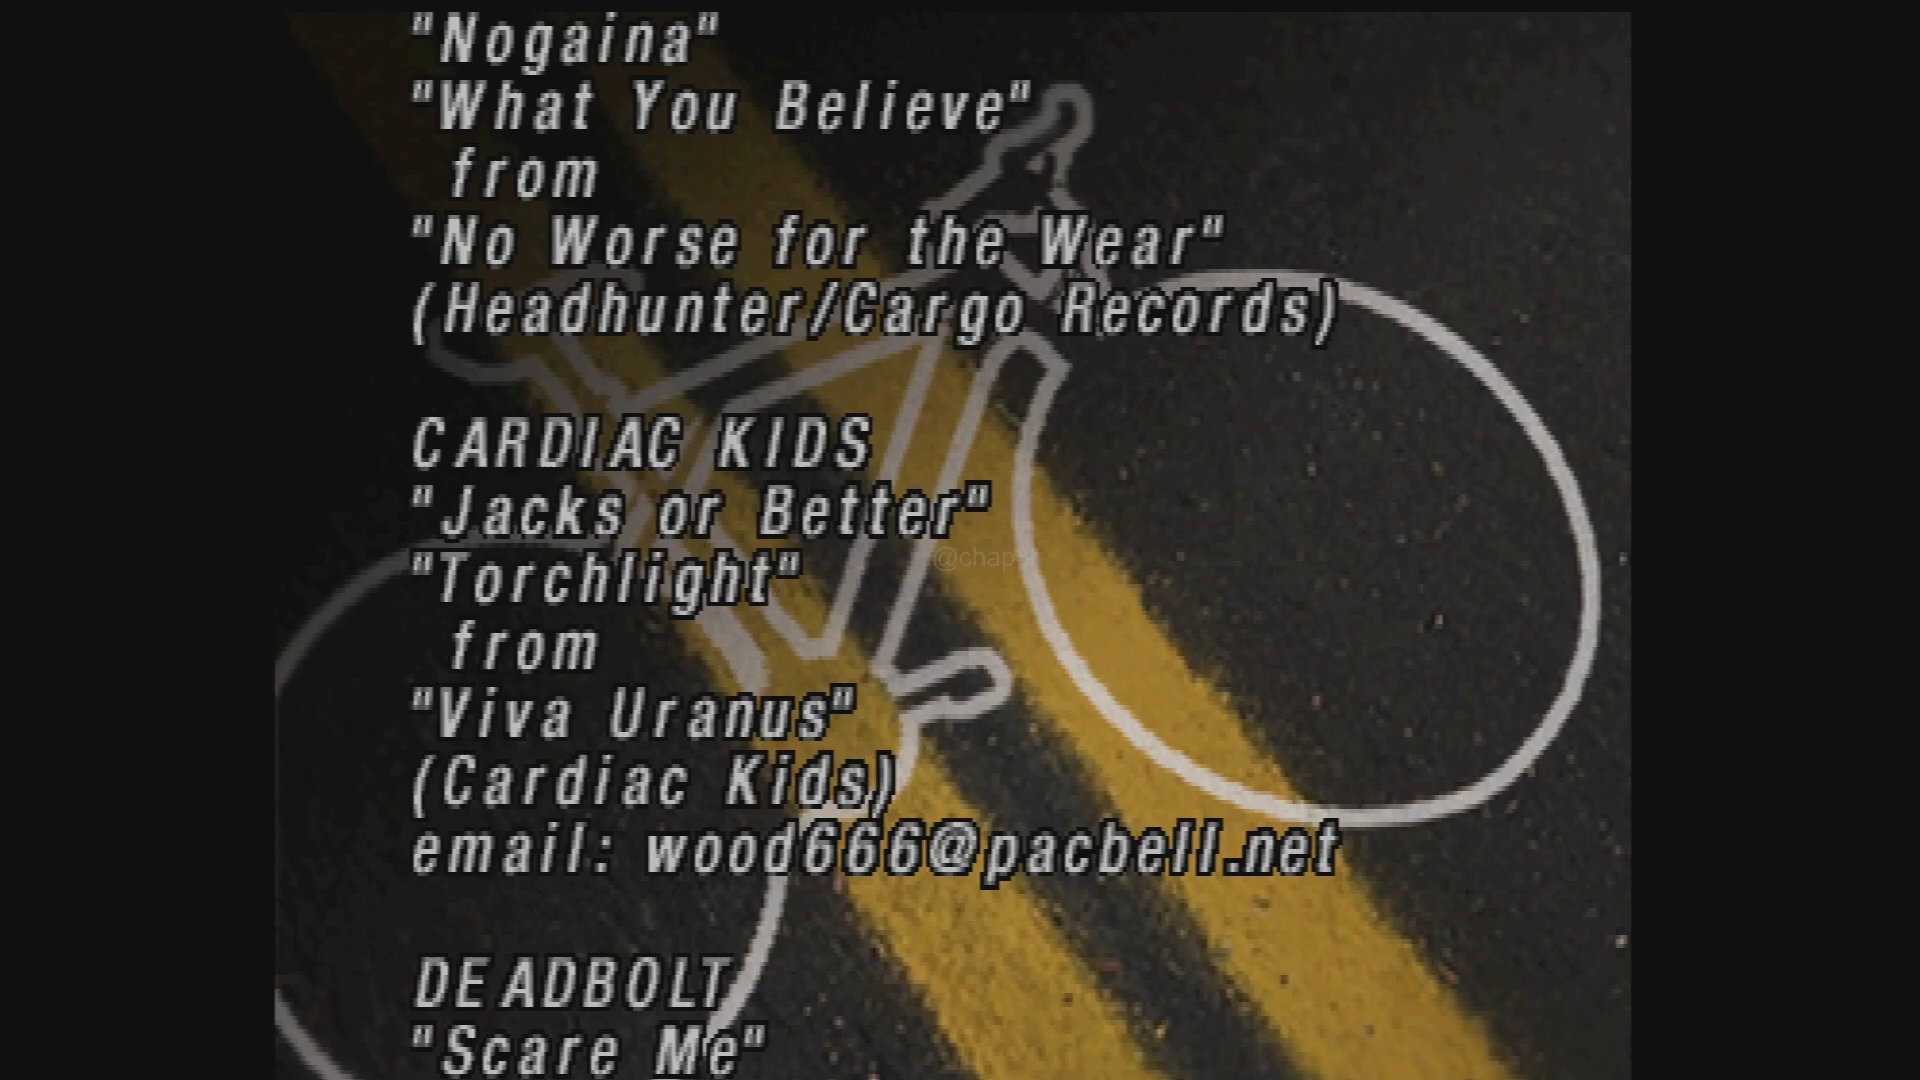 "Nogaina"
"What You Believe"
from
"No Worse for the Wear"
(Headhunter/Cargo Records)
CARDIAC KIDS
"Jacks or Better"
"Torchlight"
from
"Viva Uranus"
(Cardiac Kids)
email: wood666@pacbell.net
DEADBOLT
"Scare Me"